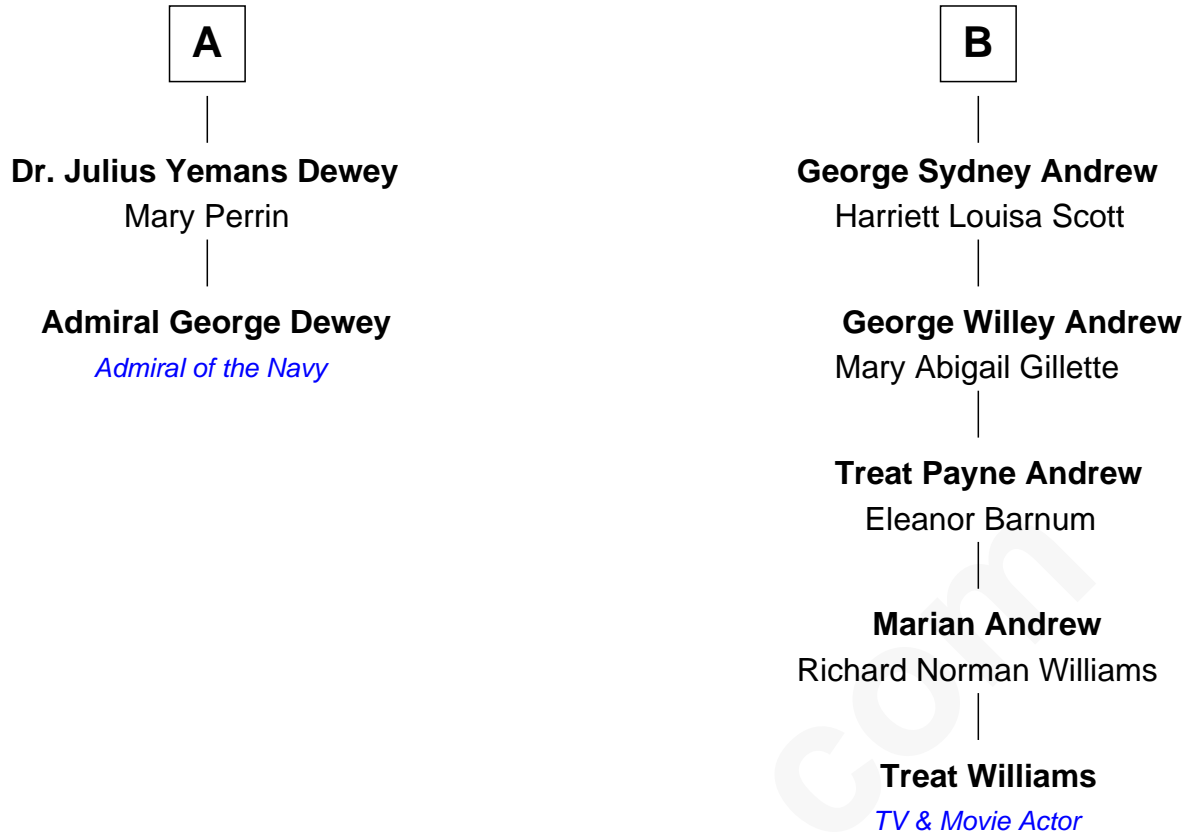 A
Dr. Julius Yemans Dewey
Mary Perrin
Admiral George Dewey
Admiral of the Navy
B
George Sydney Andrew
Harriett Louisa Scott
George Willey Andrew
Mary Abigail Gillette
Treat Payne Andrew
Eleanor Barnum
Marian Andrew
Richard Norman Williams
Treat Williams
TV & Movie Actor
com